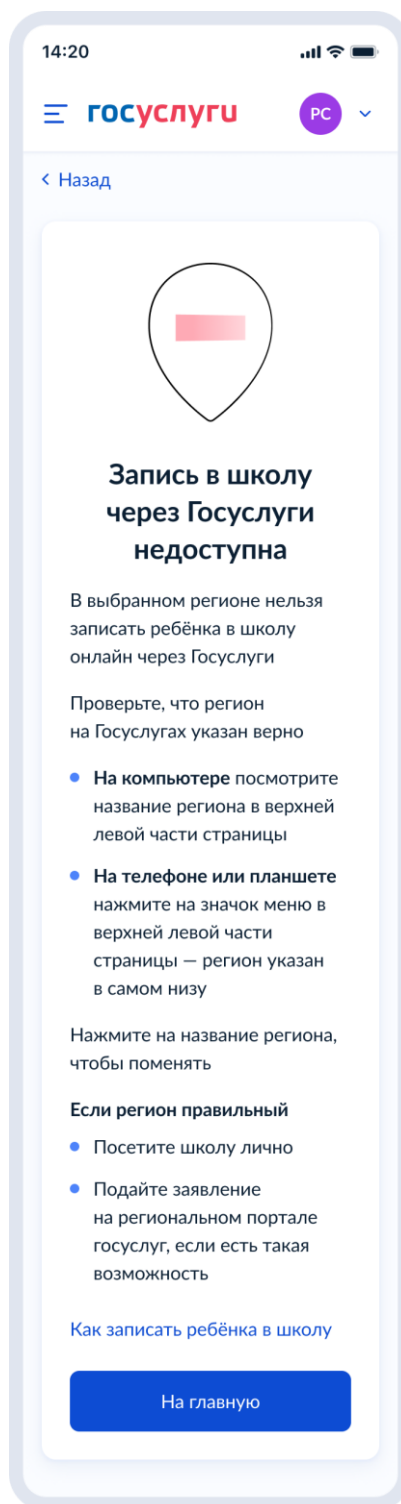 14:20
госуслуги
РС
Назад
Запись в школу
через Госуслуги
недоступна
В выбранном регионе нельзя
записать ребёнка в школу
онлайн через Госуслуги
Проверьте, что регион
на Госуслугах указан верно
На компьютере посмотрите
название региона в верхней
левой части страницы
На телефоне или планшете
нажмите на значок меню в
верхней левой части
страницы — регион указан
в самом низу
Нажмите на название региона,
чтобы поменять
Если регион правильный
Посетите школу лично
Подайте заявление
на региональном портале
госуслуг, если есть такая
возможность
Как записать ребёнка в школу
На главную